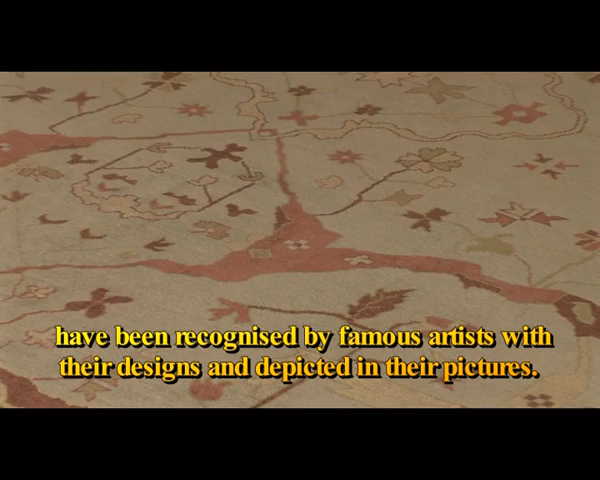 have been recognised by famous artists with
their designs and depicted in their pictures.